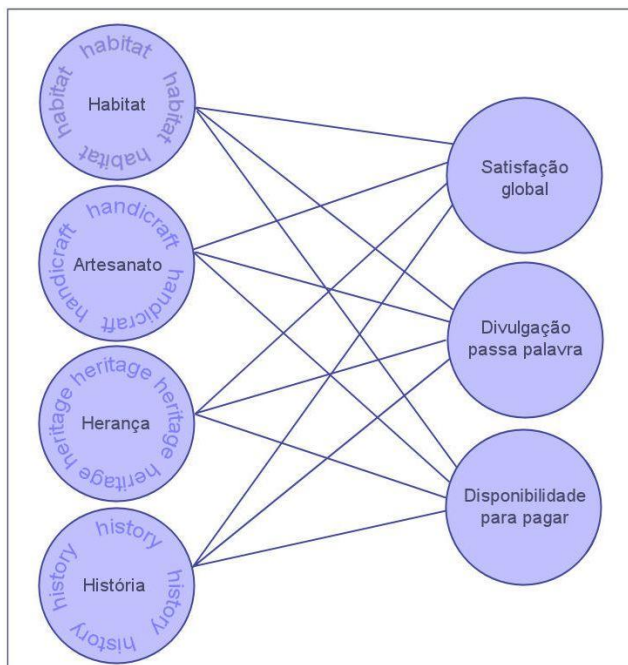 habitat habitat habitat habitat
Habitat
handicraft handicraft handicraft
Artesanato
heritage heritage heritage heritage
Herança
history history history history
História
Satisfação
global
Divulgação
passa palavra
Disponibilidade
para pagar